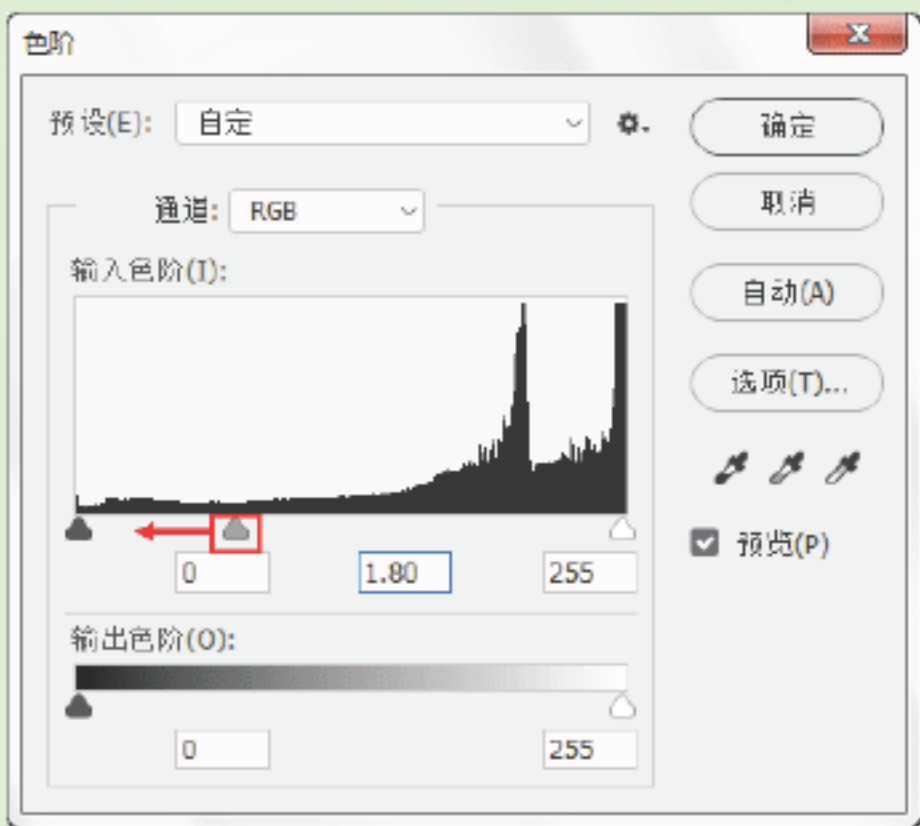 色阶
预设(E): 自定
确定
通道: RGB
取消
输入色阶(I):
自动(A)
选项(T)...
预览(P)
0 1.80 255
输出色阶(O):
0 255